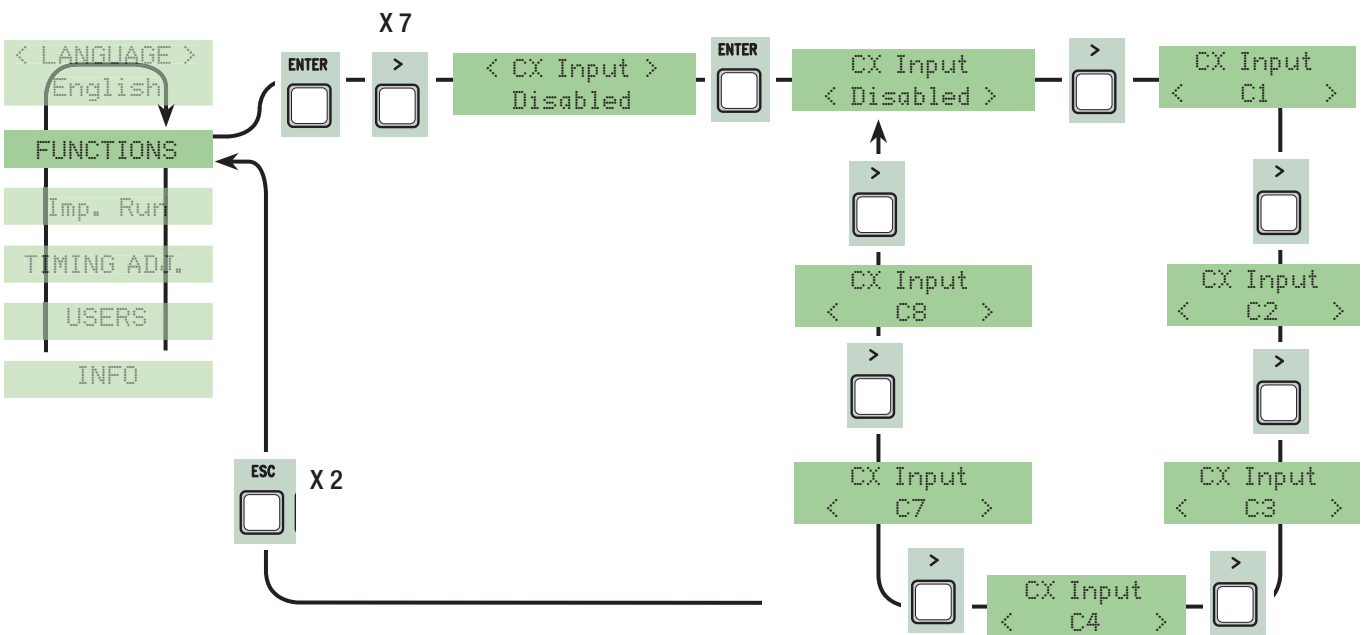 X 7
< LANGUAGE >
English
FUNCTIONS
Imp. Run
TIMING ADJ.
USERS
INFO
ENTER
>
< CX Input >
Disabled
ENTER
CX Input
< Disabled >
>
CX Input
< C1 >
>
CX Input
< C2 >
>
CX Input
< C3 >
>
CX Input
< C4 >
>
CX Input
< C7 >
>
CX Input
< C8 >
>
ESC
X 2